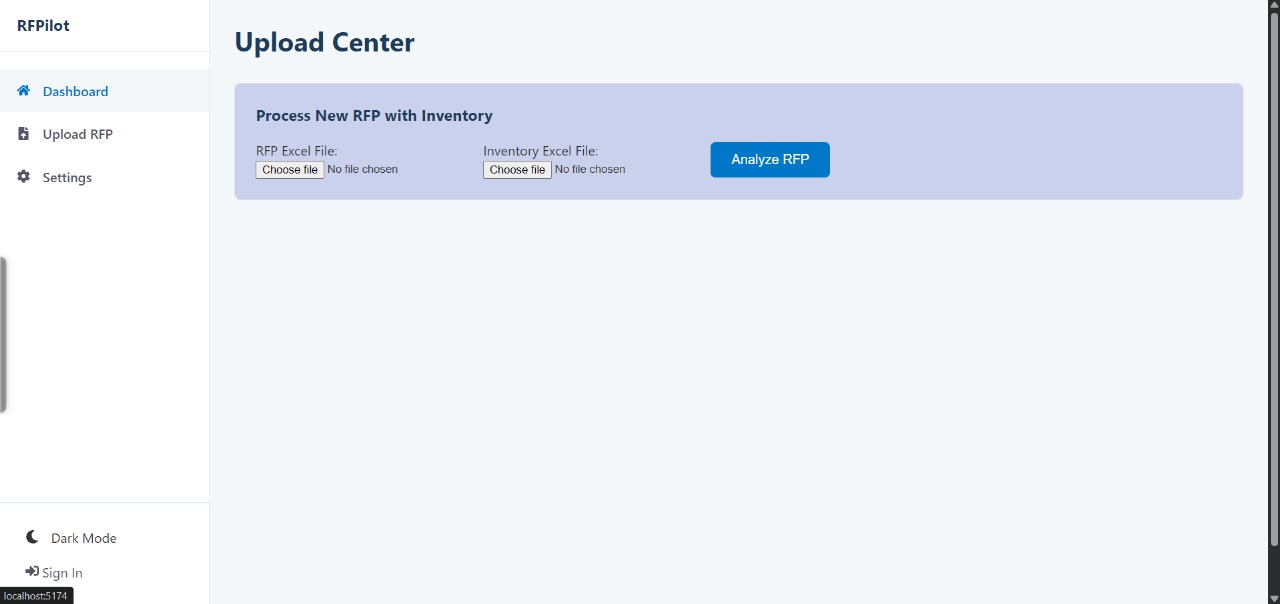 RFPilot
Dashboard
Upload RFP
Settings
Dark Mode
Sign In
localhost:5174
Upload Center
Process New RFP with Inventory
RFP Excel File:
Choose file No file chosen
Inventory Excel File:
Choose file No file chosen
Analyze RFP